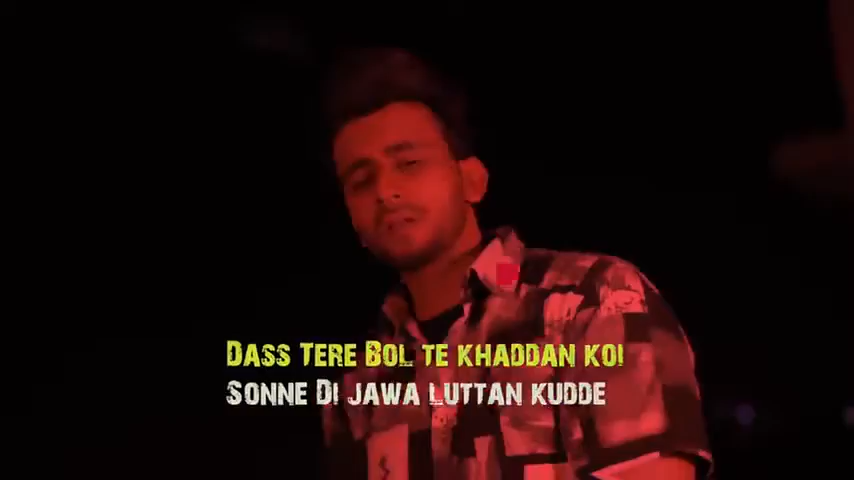 Dass Tere Bol te khaddan koi
Sonne Di jawa luttan kudde